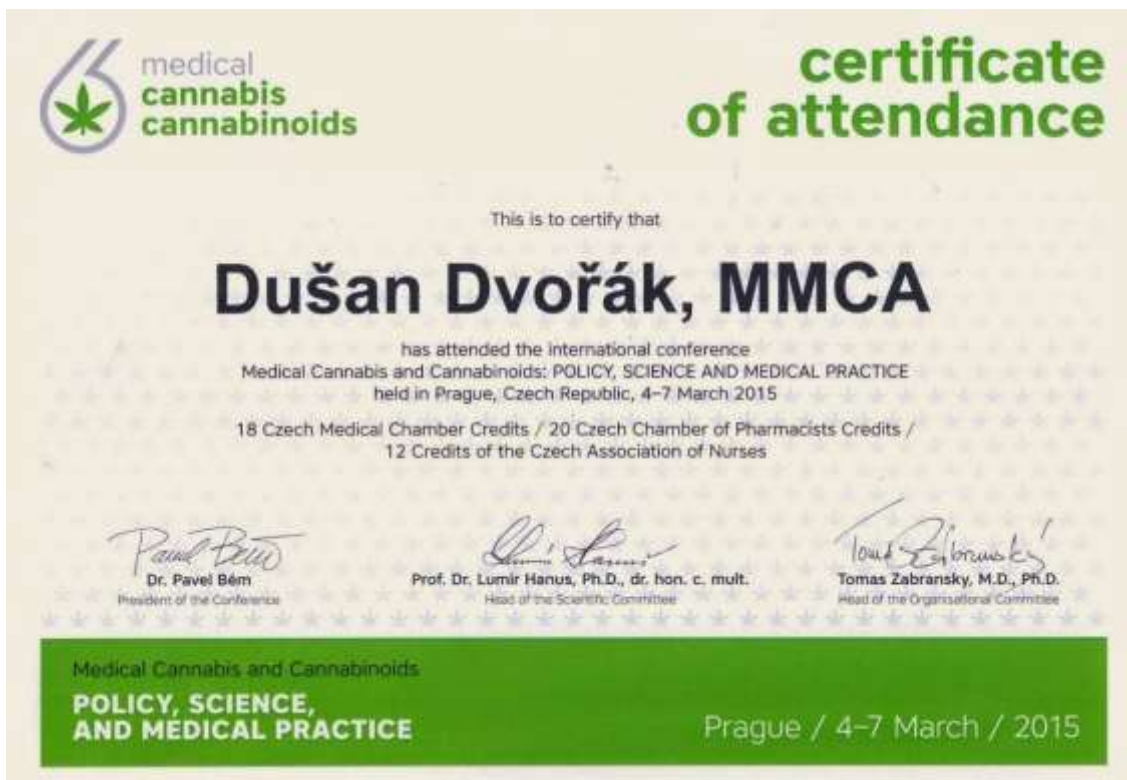 medical
cannabis
cannabinoids
certificate
of attendance
This is to certify that
Dušan Dvořák, MMCA
has attended the International conference
Medical Cannabis and Cannabinoids: POLICY, SCIENCE AND MEDICAL PRACTICE
held in Prague, Czech Republic, 4–7 March 2015
18 Czech Medical Chamber Credits / 20 Czech Chamber of Pharmacists Credits /
12 Credits of the Czech Association of Nurses
Dr. Pavel Bém
President of the Conference
Prof. Dr. Lumír Hanus, Ph.D., dr. hon. c. mult.
Head of the Scientific Committee
Tomas Zabransky, M.D., Ph.D.
Head of the Organisational Committee
Medical Cannabis and Cannabinoids
POLICY, SCIENCE,
AND MEDICAL PRACTICE
Prague / 4–7 March / 2015